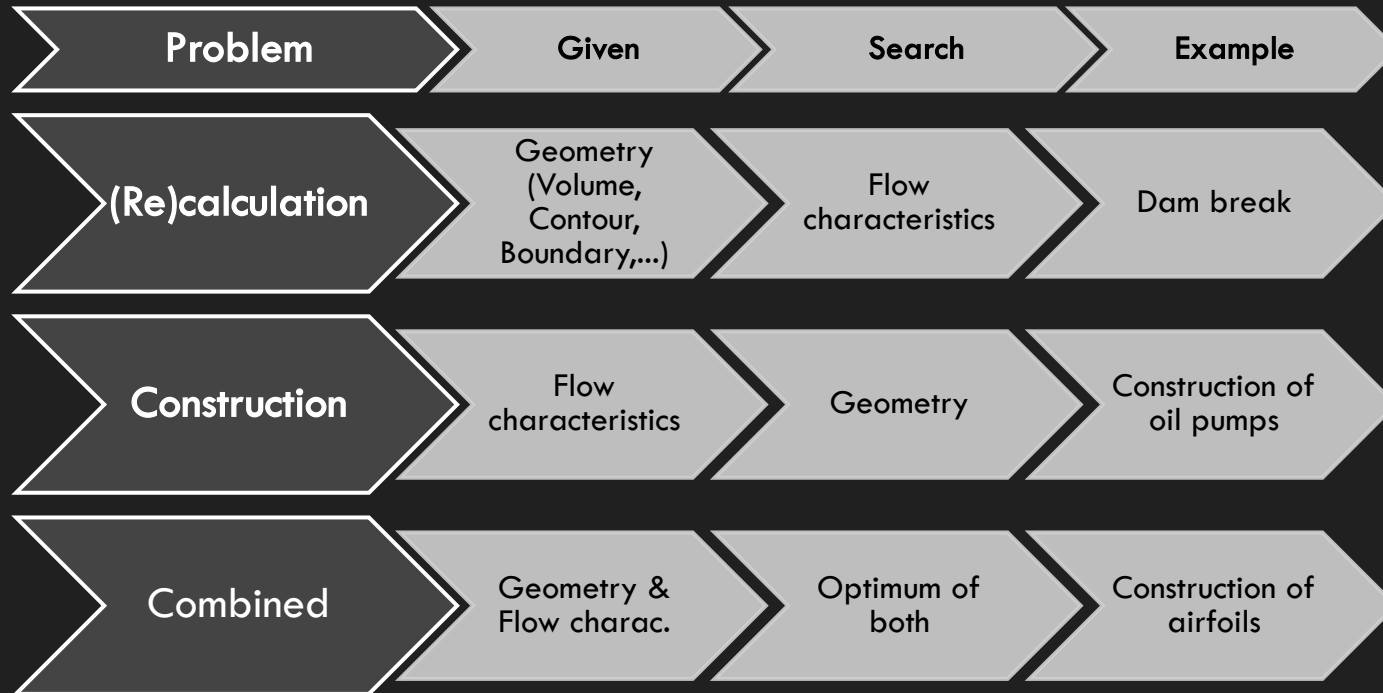 Problem
Given
Search
Example
(Re)calculation
Geometry
(Volume,
Contour,
Boundary,...)
Flow
characteristics
Dam break
Construction
Flow
characteristics
Geometry
Construction of
oil pumps
Combined
Geometry &
Flow charac.
Optimum of
both
Construction of
airfoils